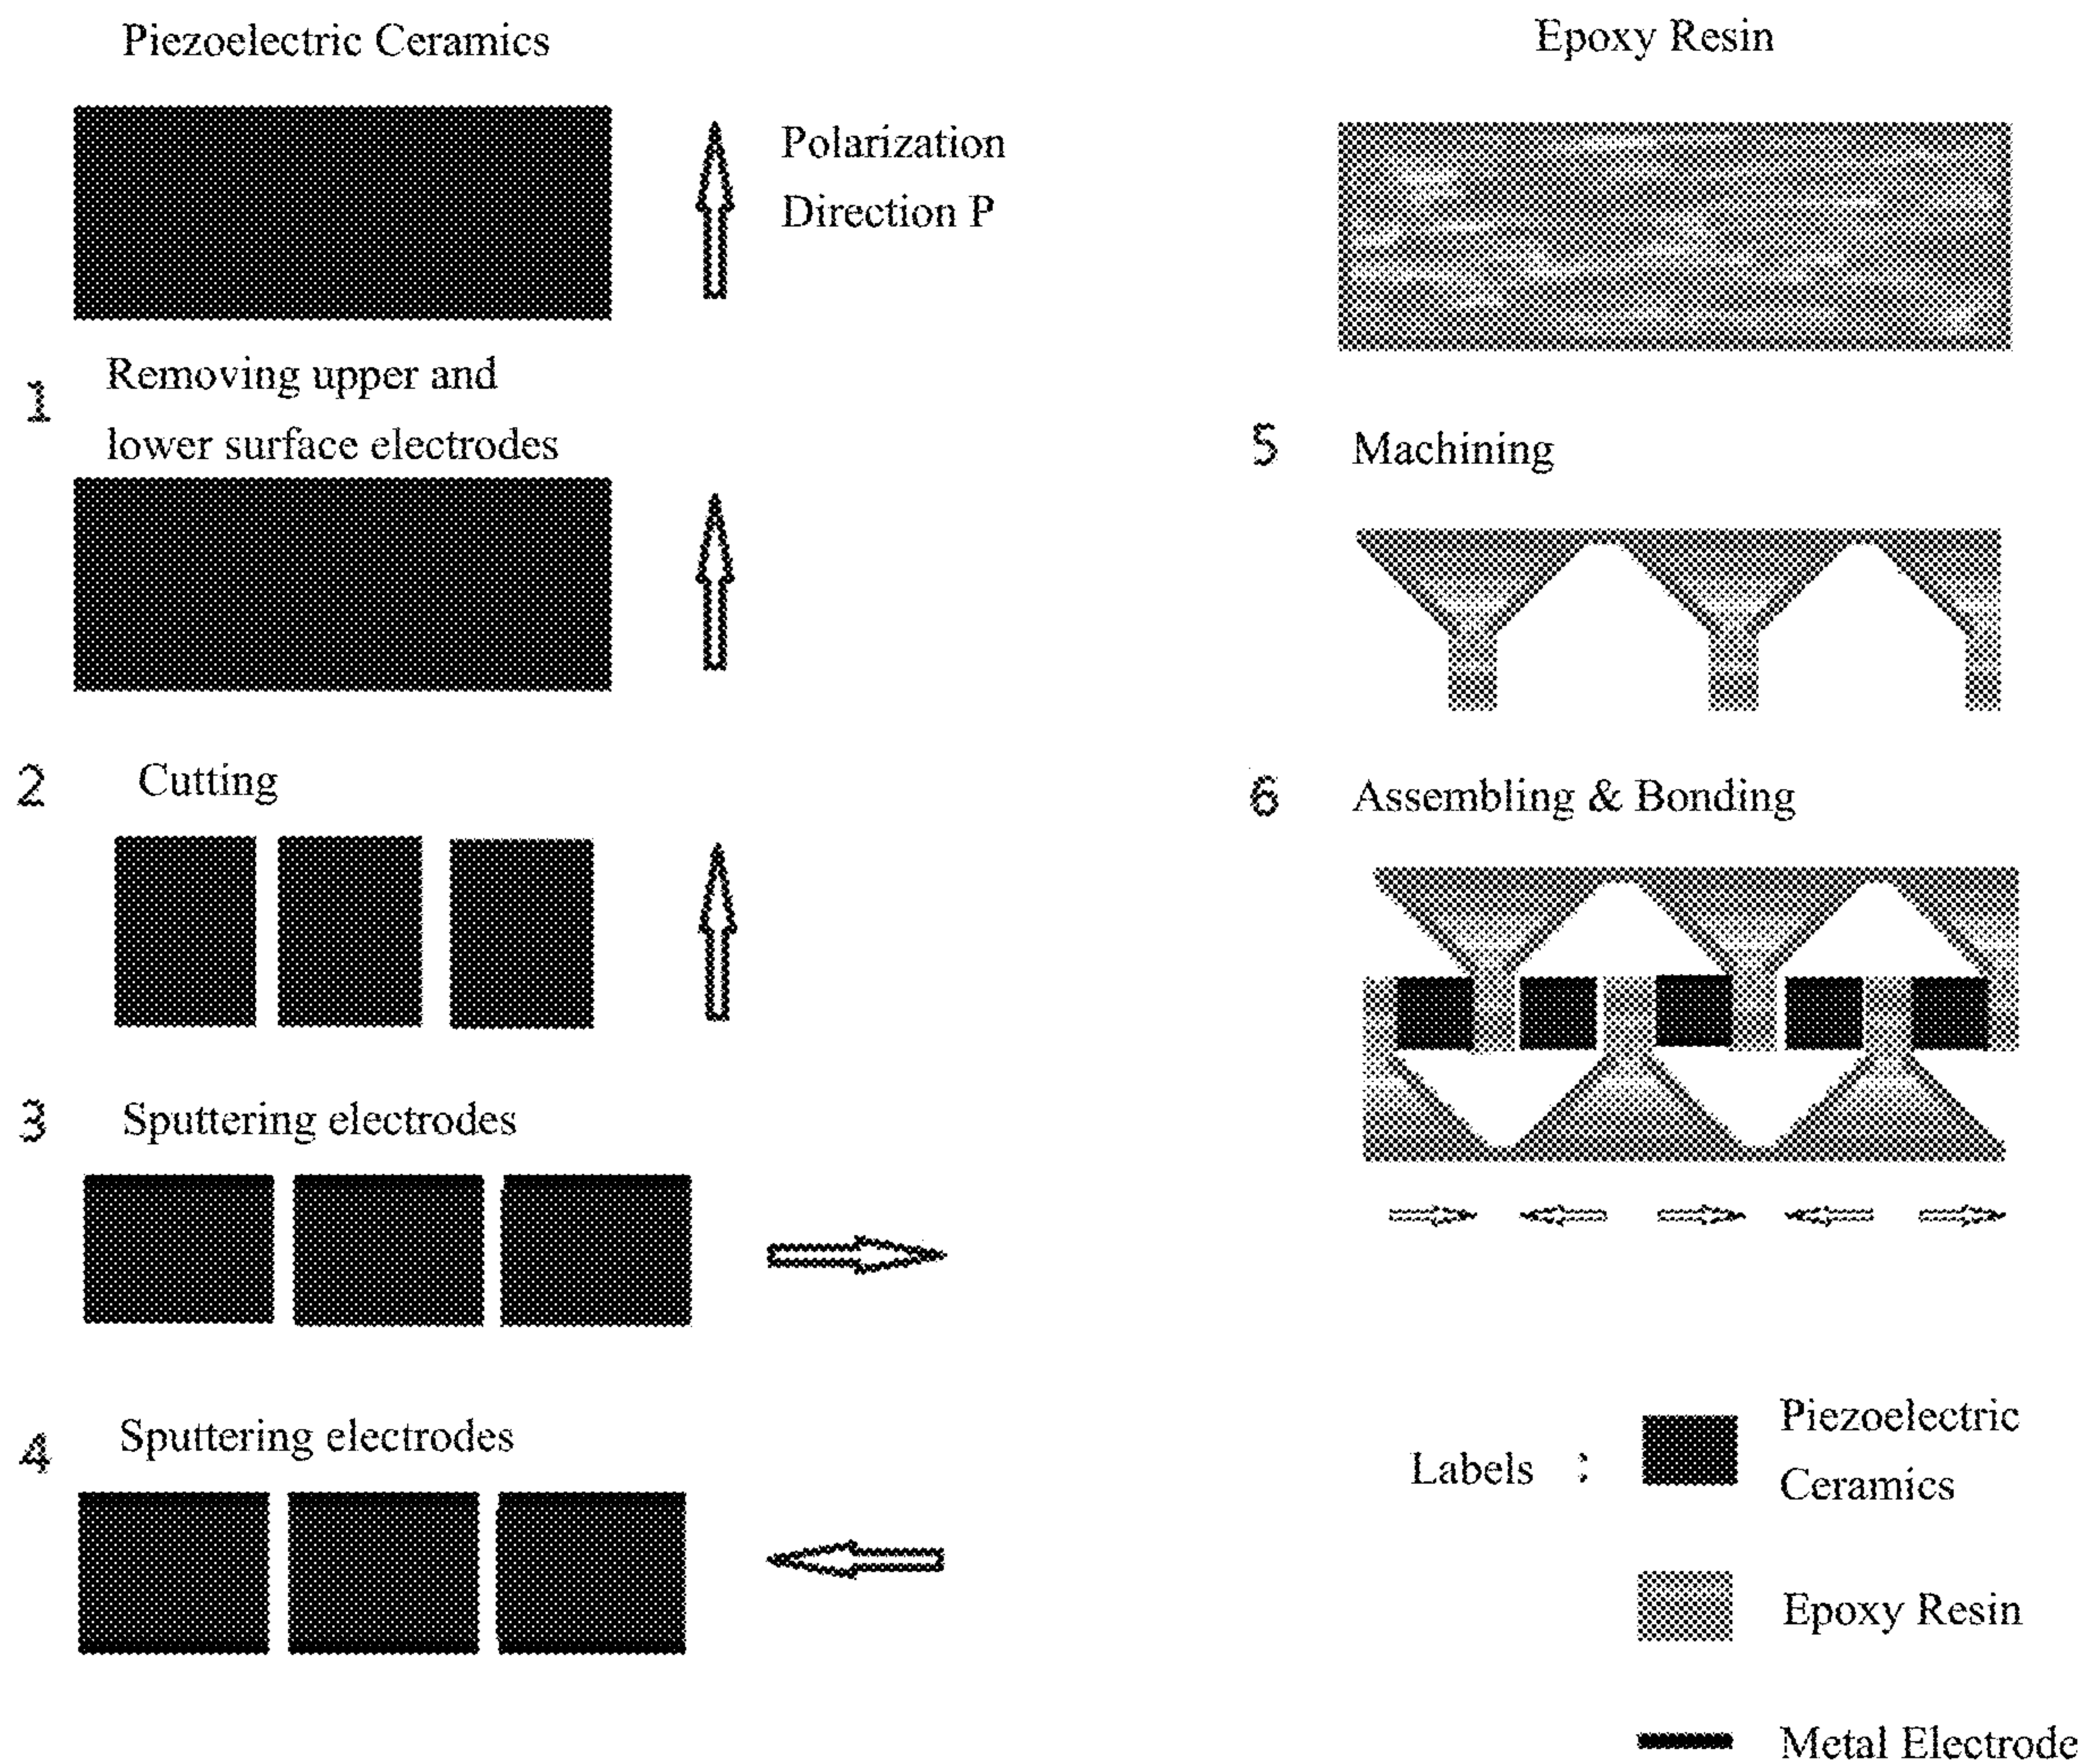 Piezoelectric Ceramics
Polarization
Direction P
1 Removing upper and
lower surface electrodes
2 Cutting
3 Sputtering electrodes
4 Sputtering electrodes
Epoxy Resin
5 Machining
6 Assembling & Bonding
Labels :
Piezoelectric
Ceramics
Epoxy Resin
Metal Electrode